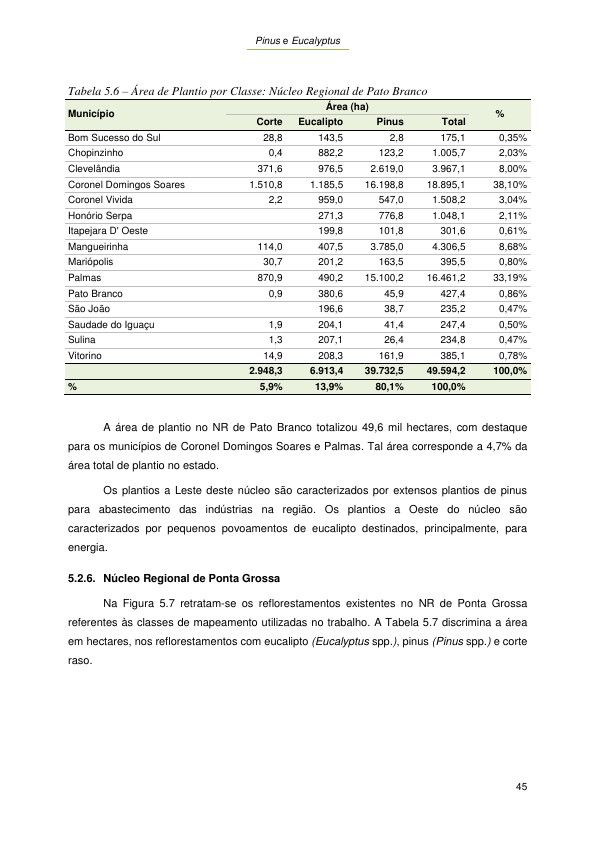 Pinus e Eucalyptus
Tabela 5.6 – Área de Plantio por Classe: Núcleo Regional de Pato Branco
Município Área (ha) %
Corte Eucalipto Pinus Total
Bom Sucesso do Sul 28,8 143,5 2,8 175,1 0,35%
Chopinzinho 0,4 882,2 123,2 1.005,7 2,03%
Clevelândia 371,6 976,5 2.619,0 3.967,1 8,00%
Coronel Domingos Soares 1.510,8 1.185,5 16.198,8 18.895,1 38,10%
Coronel Vivida 2,2 959,0 547,0 1.508,2 3,04%
Honório Serpa 271,3 776,8 1.048,1 2,11%
Itapejara D' Oeste 199,8 101,8 301,6 0,61%
Mangueirinha 114,0 407,5 3.785,0 4.306,5 8,68%
Mariópolis 30,7 201,2 163,5 395,5 0,80%
Palmas 870,9 490,2 15.100,2 16.461,2 33,19%
Pato Branco 0,9 380,6 45,9 427,4 0,86%
São João 196,6 38,7 235,2 0,47%
Saudade do Iguaçu 1,9 204,1 41,4 247,4 0,50%
Sulina 1,3 207,1 26,4 234,8 0,47%
Vitorino 14,9 208,3 161,9 385,1 0,78%
2.948,3 6.913,4 39.732,5 49.594,2 100,0%
% 5,9% 13,9% 80,1% 100,0%
A área de plantio no NR de Pato Branco totalizou 49,6 mil hectares, com destaque
para os municípios de Coronel Domingos Soares e Palmas. Tal área corresponde a 4,7% da
área total de plantio no estado.
Os plantios a Leste deste núcleo são caracterizados por extensos plantios de pinus
para abastecimento das indústrias na região. Os plantios a Oeste do núcleo são
caracterizados por pequenos povoamentos de eucalipto destinados, principalmente, para
energia.
5.2.6. Núcleo Regional de Ponta Grossa
Na Figura 5.7 retratam-se os reflorestamentos existentes no NR de Ponta Grossa
referentes às classes de mapeamento utilizadas no trabalho. A Tabela 5.7 discrimina a área
em hectares, nos reflorestamentos com eucalipto (Eucalyptus spp.), pinus (Pinus spp.) e corte
raso.
45